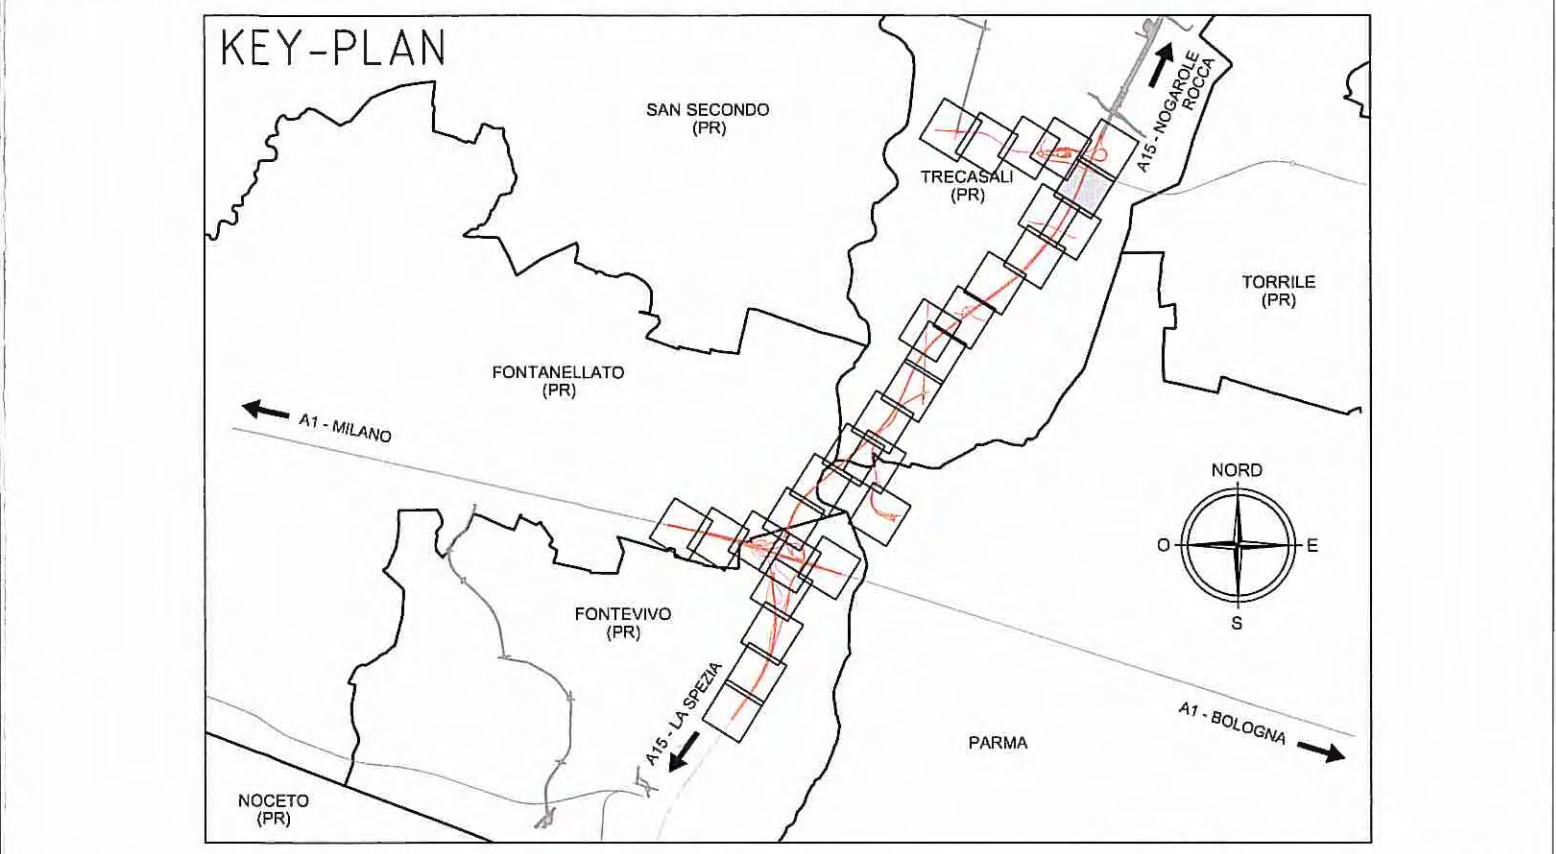 KEY-PLAN
SAN SECONDO
(PR)
A15 - NOGAROLE
ROCCA
TRECASALI
(PR)
TORRILE
(PR)
FONTANELLATO
(PR)
A1 - MILANO
NORD
O
E
S
FONTEVIVO
(PR)
A15 - LA SPEZIA
A1 - BOLOGNA
PARMA
NOCETO
(PR)